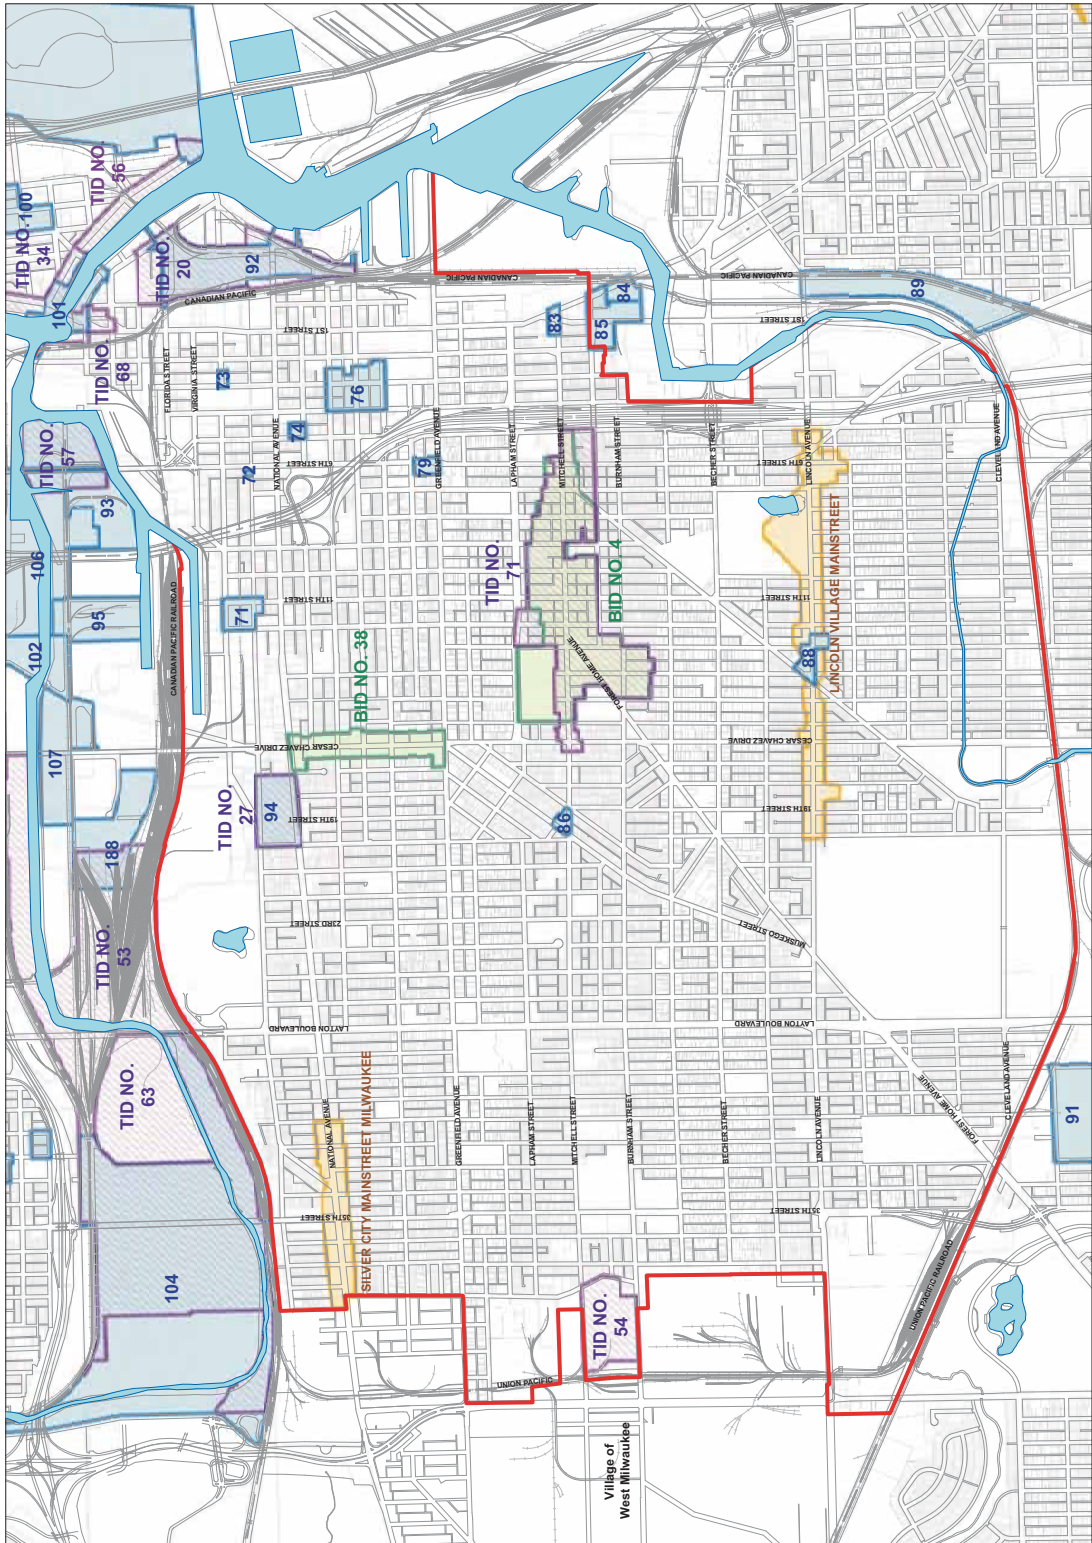 TID NO.
56
TID NO.
34
100
101
TID NO.
20
92
CANADIAN PACIFIC
TID NO.
68
FLORIDA STREET
VIRGINIA STREET
73
1ST STREET
76
74
72
NATIONAL AVENUE
6TH STREET
79
GREENFIELD AVENUE
LAPHAM STREET
MITCHELL STREET
BURNHAM STREET
BECHER STREET
LINCOLN AVENUE
6TH STREET
CLEVELAND AVENUE
CANADIAN PACIFIC
83
84
85
CANADIAN PACIFIC
1ST STREET
89
TID NO.
57
93
106
95
102
107
188
CANADIAN PACIFIC RAILROAD
71
11TH STREET
BID NO. 38
CESAR CHAVEZ DRIVE
TID NO.
27
94
19TH STREET
23RD STREET
TID NO.
71
BID NO. 4
FOREST HOME AVENUE
86
11TH STREET
LINCOLN VILLAGE MAINSTREET
88
CESAR CHAVEZ DRIVE
19TH STREET
MUSKEGO STREET
TID NO.
53
LAYTON BOULEVARD
LAYTON BOULEVARD
TID NO.
63
104
SILVER CITY MAINSTREET MILWAUKEE
NATIONAL AVENUE
35TH STREET
GREENFIELD AVENUE
LAPHAM STREET
MITCHELL STREET
BURNHAM STREET
BECHER STREET
LINCOLN AVENUE
35TH STREET
FOREST HOME AVENUE
CLEVELAND AVENUE
91
UNION PACIFIC RAILROAD
TID NO.
54
UNION PACIFIC
Village of
West Milwaukee